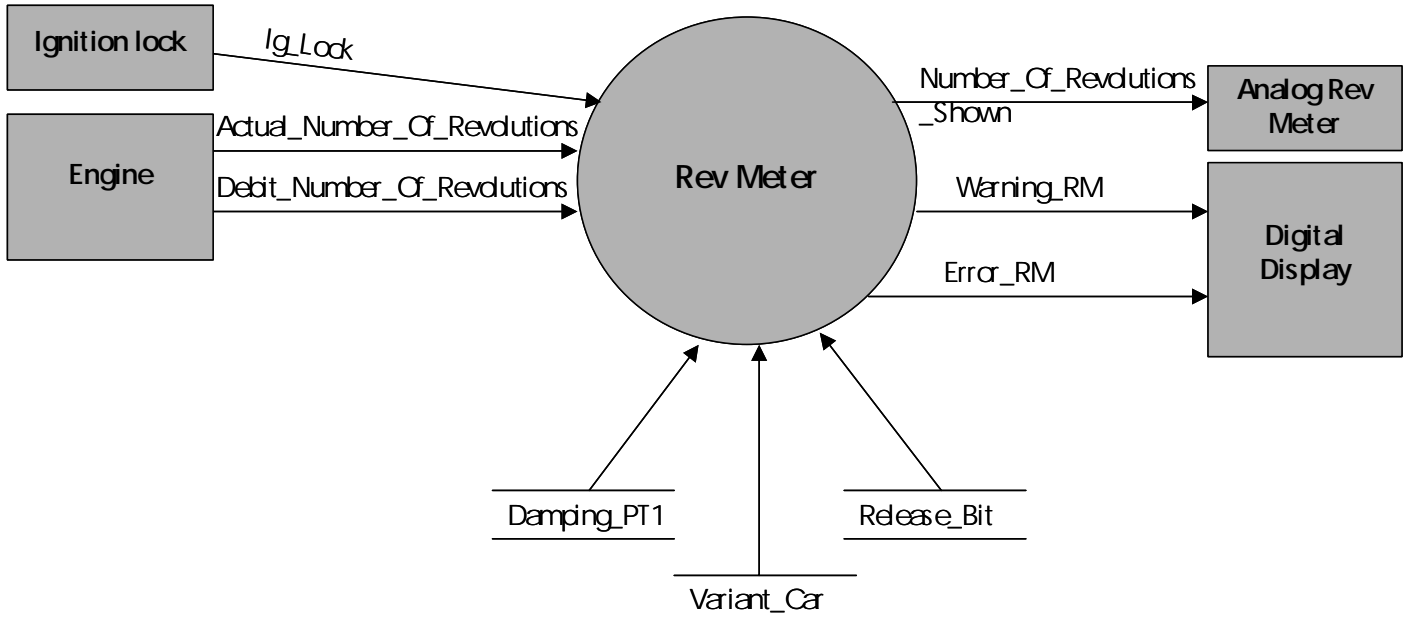 Ignition lock
Ig_Lock
Engine
Actual_Number_Of_Revolutions
Debit_Number_Of_Revolutions
Rev Meter
Number_Of_Revolutions
_Shown
Analog Rev
Meter
Warning_RM
Error_RM
Digital
Display
Damping_PT1
Variant_Car
Release_Bit